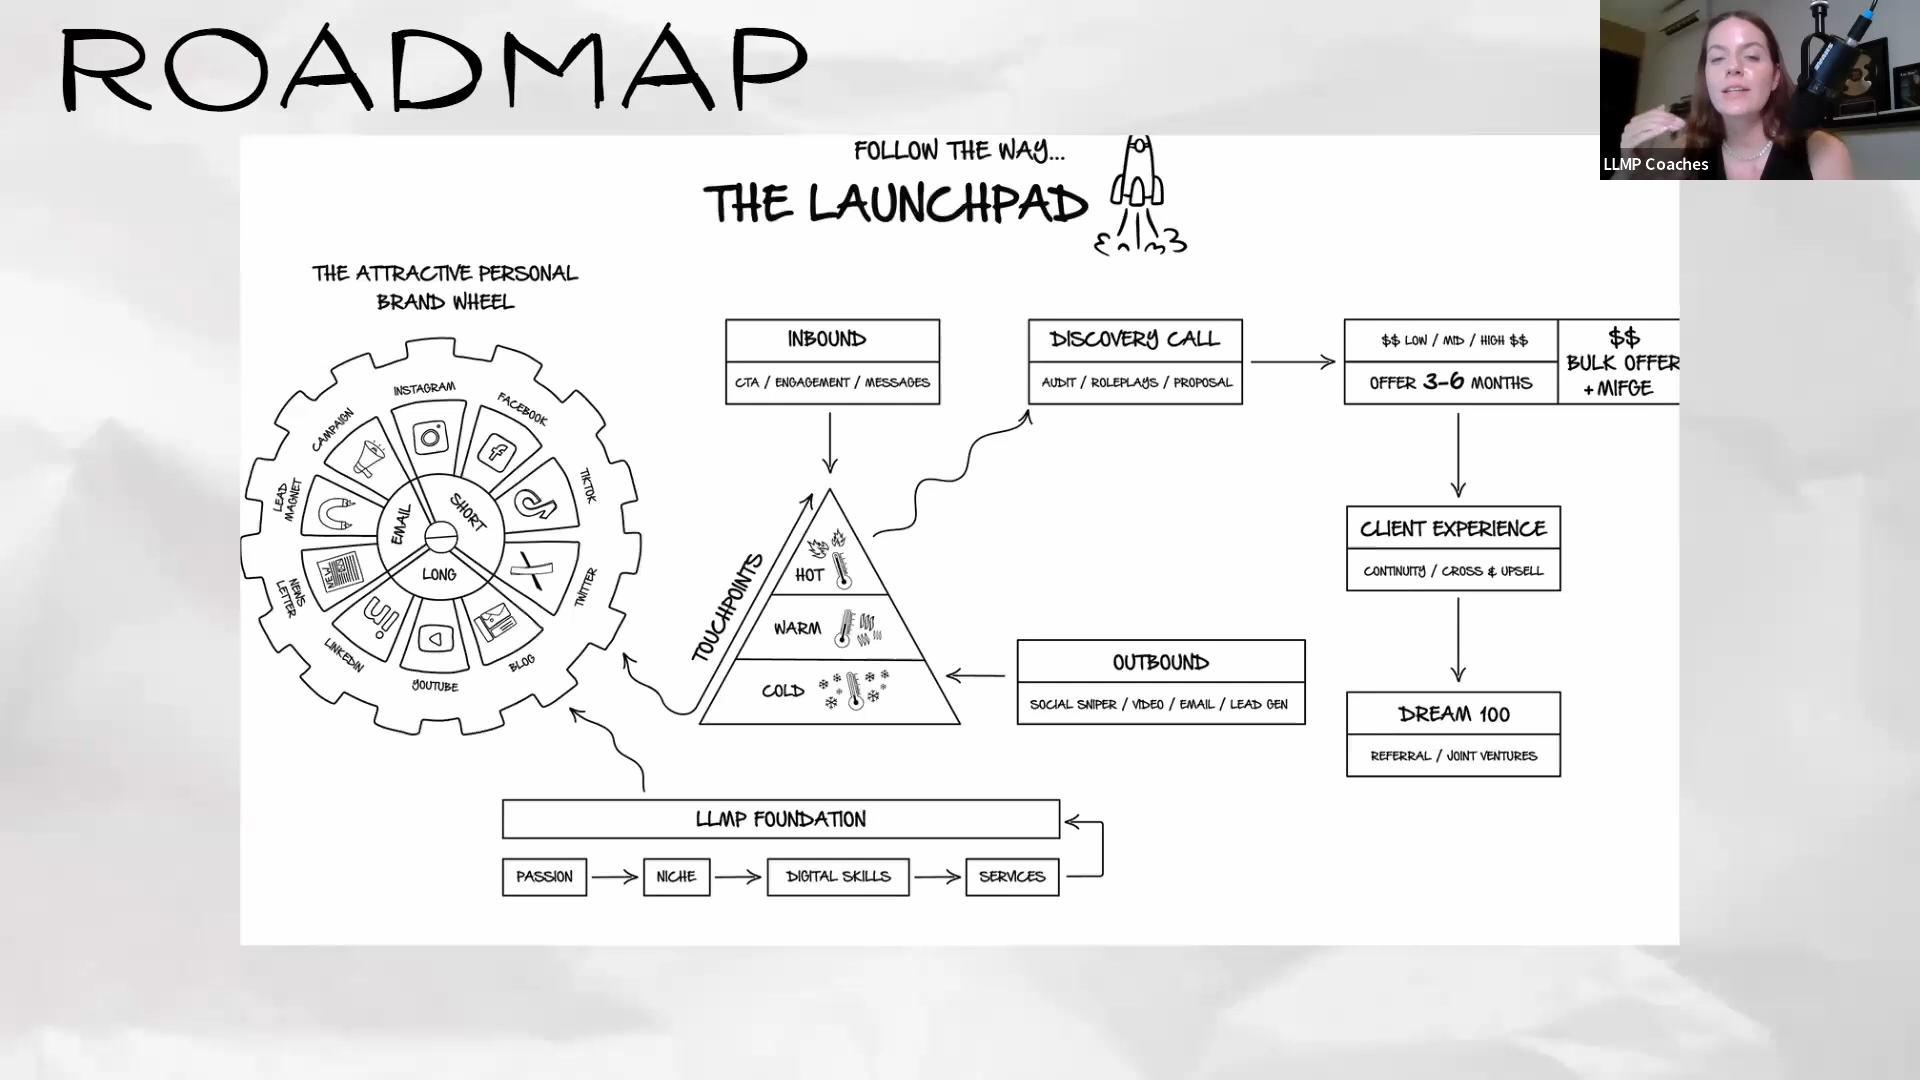 ROADMAP
LLMP Coaches
FOLLOW THE WAY...
THE LAUNCHPAD
THE ATTRACTIVE PERSONAL
BRAND WHEEL
INSTAGRAM
FACEBOOK
TIKTOK
TWITTER
BLOG
YOUTUBE
LINKEDIN
NEWS
LETTER
LEAD
MAGNET
CAMPAIGN
SHORT
LONG
EMAIL
INBOUND
CTA / ENGAGEMENT / MESSAGES
TOUCHPOINTS
HOT
WARM
COLD
OUTBOUND
SOCIAL SNIPER / VIDEO / EMAIL / LEAD GEN
DISCOVERY CALL
AUDIT / ROLEPLAYS / PROPOSAL
$$ LOW / MID / HIGH $$
OFFER 3-6 MONTHS
$$
BULK OFFER
+ MIFGE
CLIENT EXPERIENCE
CONTINUITY / CROSS & UPSELL
DREAM 100
REFERRAL / JOINT VENTURES
LLMP FOUNDATION
PASSION
NICHE
DIGITAL SKILLS
SERVICES